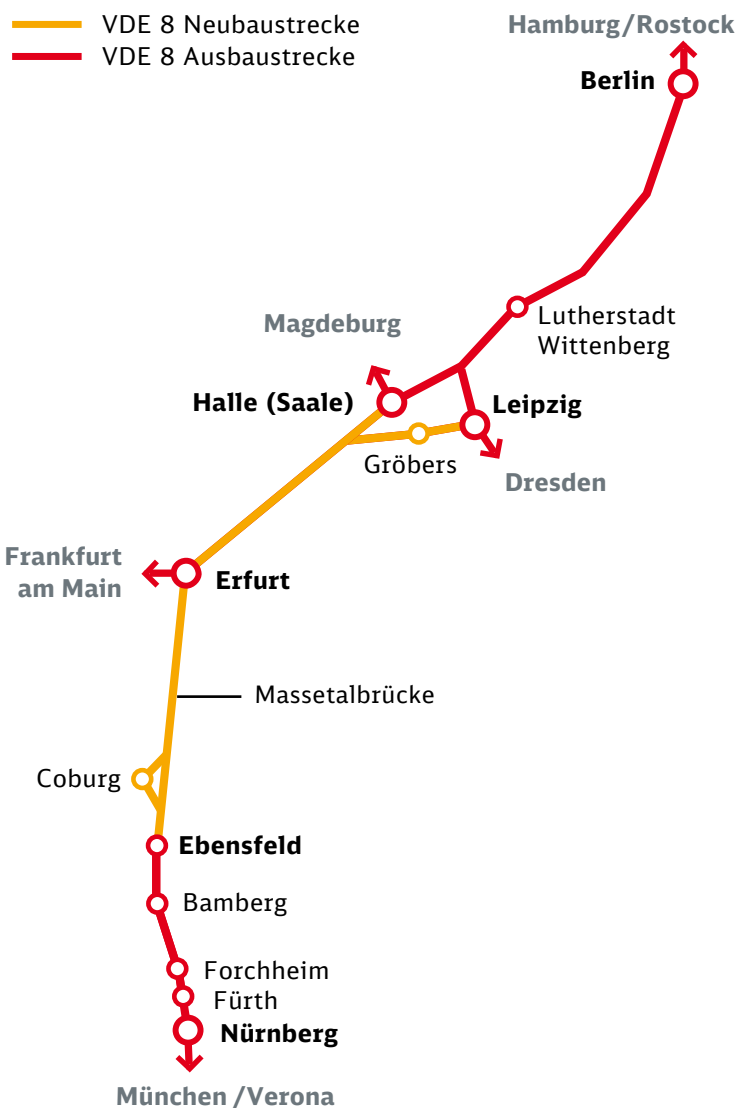 VDE 8 Neubaustrecke
VDE 8 Ausbaustrecke
Hamburg/Rostock
Berlin
Lutherstadt
Wittenberg
Magdeburg
Halle (Saale)
Leipzig
Gröbers
Dresden
Frankfurt
am Main
Erfurt
Massetalbrücke
Coburg
Ebensfeld
Bamberg
Forchheim
Fürth
Nürnberg
München /Verona